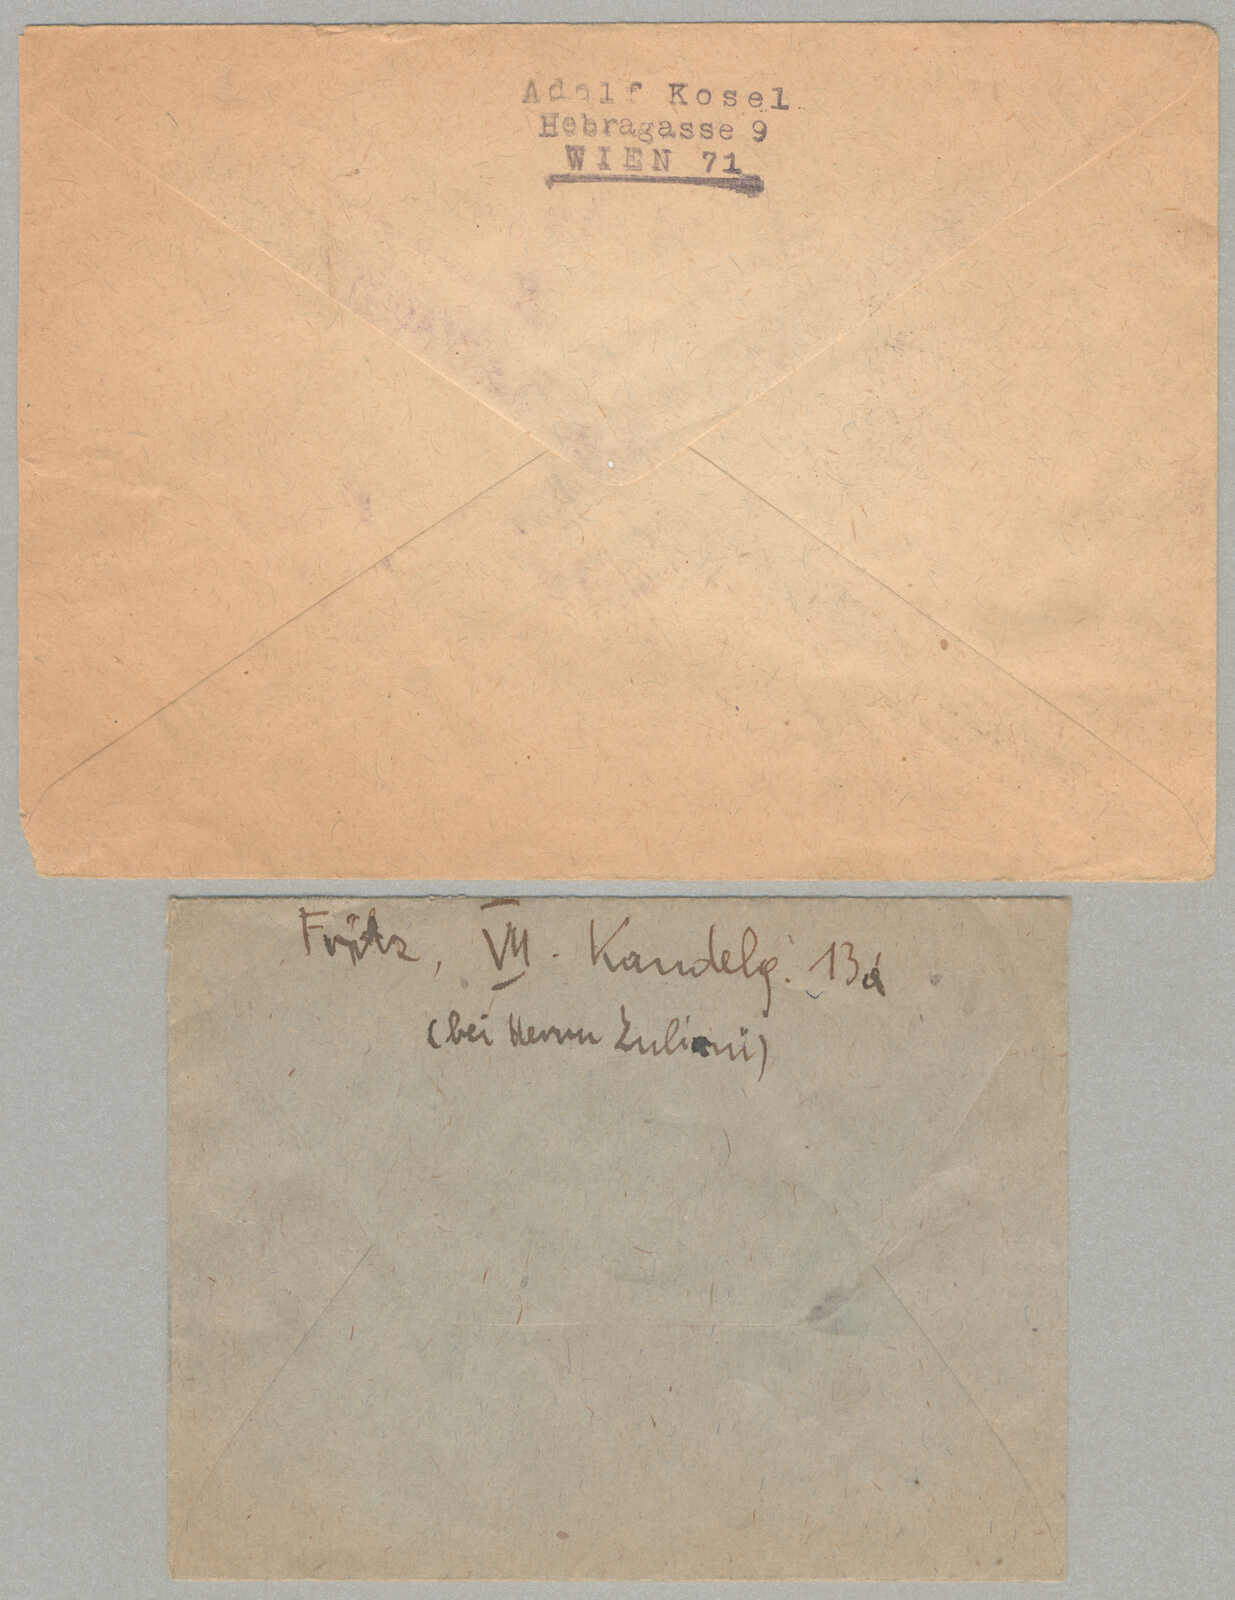 Adolf Kosel
Hebragasse 9
WIEN 71
Fritz, VII. Kandelg. 13a
(bei Herrn Zuliani)